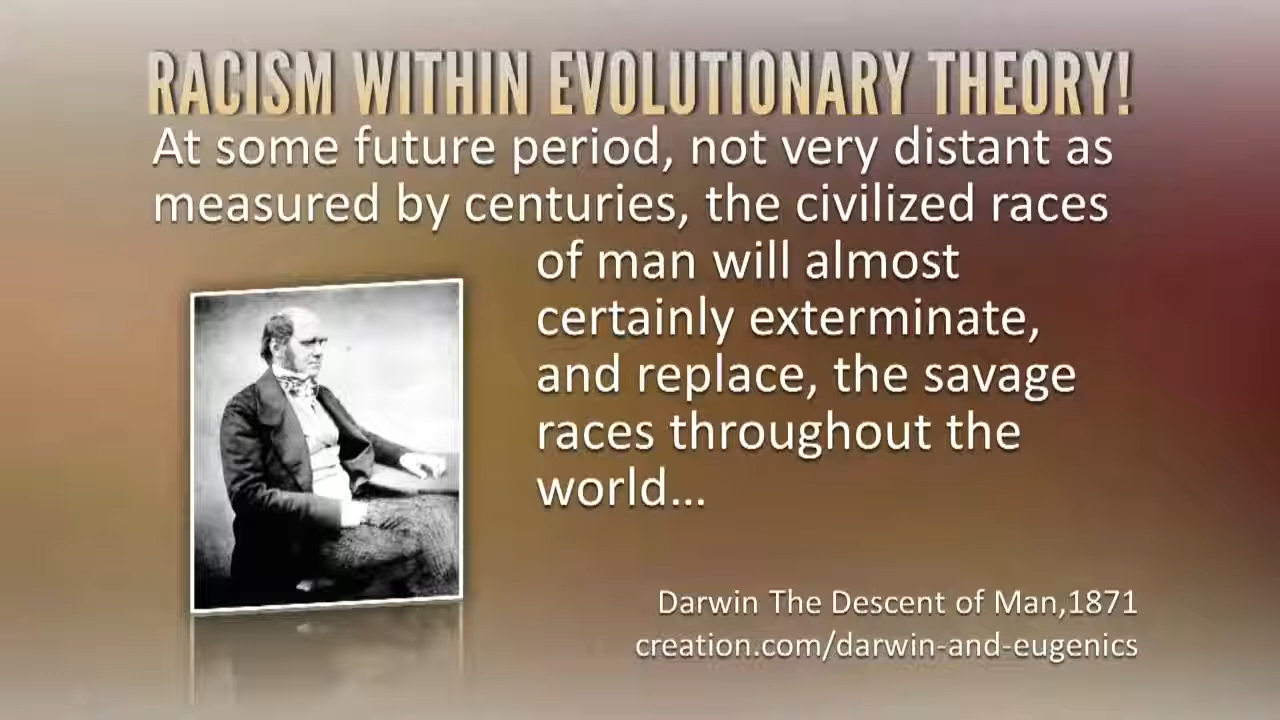 RACISM WITHIN EVOLUTIONARY THEORY!
At some future period, not very distant as
measured by centuries, the civilized races
of man will almost
certainly exterminate,
and replace, the savage
races throughout the
world...
Darwin The Descent of Man,1871
creation.com/darwin-and-eugenics